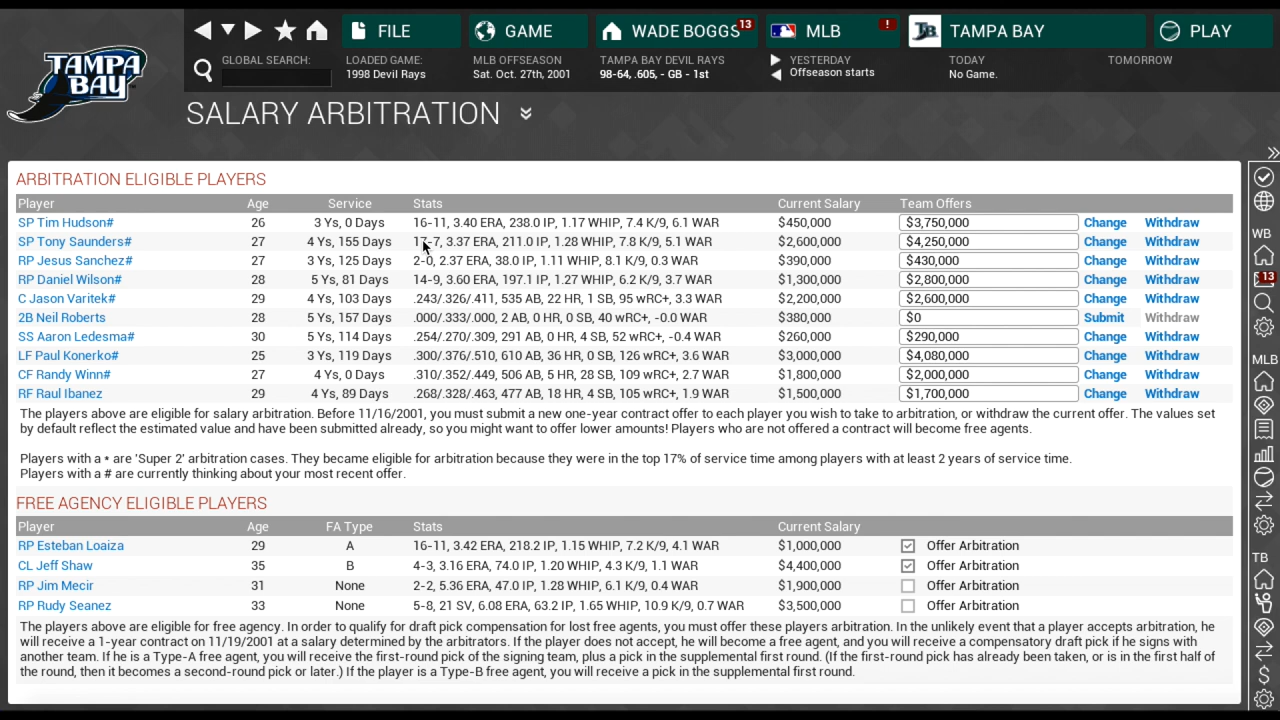 TAMPA BAY
FILE
GAME
WADE BOGGS 13
MLB !
TAMPA BAY
PLAY
GLOBAL SEARCH:
LOADED GAME:
1998 Devil Rays
MLB OFFSEASON
Sat. Oct. 27th, 2001
TAMPA BAY DEVIL RAYS
98-64, .605, - GB - 1st
YESTERDAY
Offseason starts
TODAY
No Game.
TOMORROW
SALARY ARBITRATION
ARBITRATION ELIGIBLE PLAYERS
Player Age Service Stats Current Salary Team Offers
SP Tim Hudson# 26 3 Ys, 0 Days 16-11, 3.40 ERA, 238.0 IP, 1.17 WHIP, 7.4 K/9, 6.1 WAR $450,000 $3,750,000 Change Withdraw
SP Tony Saunders# 27 4 Ys, 155 Days 17-7, 3.37 ERA, 211.0 IP, 1.28 WHIP, 7.8 K/9, 5.1 WAR $2,600,000 $4,250,000 Change Withdraw
RP Jesus Sanchez# 27 3 Ys, 125 Days 2-0, 2.37 ERA, 38.0 IP, 1.11 WHIP, 8.1 K/9, 0.3 WAR $390,000 $430,000 Change Withdraw
RP Daniel Wilson# 28 5 Ys, 81 Days 14-9, 3.60 ERA, 197.1 IP, 1.27 WHIP, 6.2 K/9, 3.7 WAR $1,300,000 $2,800,000 Change Withdraw
C Jason Varitek# 29 4 Ys, 103 Days .243/.326/.411, 535 AB, 22 HR, 1 SB, 95 wRC+, 3.3 WAR $2,200,000 $2,600,000 Change Withdraw
2B Neil Roberts 28 5 Ys, 157 Days .000/.333/.000, 2 AB, 0 HR, 0 SB, 40 wRC+, -0.0 WAR $380,000 $0 Submit Withdraw
SS Aaron Ledesma# 30 5 Ys, 114 Days .254/.270/.309, 291 AB, 0 HR, 4 SB, 52 wRC+, -0.4 WAR $260,000 $290,000 Change Withdraw
LF Paul Konerko# 25 3 Ys, 119 Days .300/.376/.510, 610 AB, 36 HR, 0 SB, 126 wRC+, 3.6 WAR $3,000,000 $4,080,000 Change Withdraw
CF Randy Winn# 27 4 Ys, 0 Days .310/.352/.449, 506 AB, 5 HR, 28 SB, 109 wRC+, 2.7 WAR $1,800,000 $2,000,000 Change Withdraw
RF Raul Ibanez 29 4 Ys, 89 Days .268/.328/.463, 477 AB, 18 HR, 4 SB, 105 wRC+, 1.9 WAR $1,500,000 $1,700,000 Change Withdraw
The players above are eligible for salary arbitration. Before 11/16/2001, you must submit a new one-year contract offer to each player you wish to take to arbitration, or withdraw the current offer. The values set
by default reflect the estimated value and have been submitted already, so you might want to offer lower amounts! Players who are not offered a contract will become free agents.
Players with a * are 'Super 2' arbitration cases. They became eligible for arbitration because they were in the top 17% of service time among players with at least 2 years of service time.
Players with a # are currently thinking about your most recent offer.
FREE AGENCY ELIGIBLE PLAYERS
Player Age FA Type Stats Current Salary
RP Esteban Loaiza 29 A 16-11, 3.42 ERA, 218.2 IP, 1.15 WHIP, 7.2 K/9, 4.1 WAR $1,000,000 Offer Arbitration
CL Jeff Shaw 35 B 4-3, 3.16 ERA, 74.0 IP, 1.20 WHIP, 4.3 K/9, 1.1 WAR $4,400,000 Offer Arbitration
RP Jim Mecir 31 None 2-2, 5.36 ERA, 47.0 IP, 1.28 WHIP, 6.1 K/9, 0.4 WAR $1,900,000 Offer Arbitration
RP Rudy Seanez 33 None 5-8, 21 SV, 6.08 ERA, 63.2 IP, 1.65 WHIP, 10.9 K/9, 0.7 WAR $3,500,000 Offer Arbitration
The players above are eligible for free agency. In order to qualify for draft pick compensation for lost free agents, you must offer these players arbitration. In the unlikely event that a player accepts arbitration, he
will receive a 1-year contract on 11/19/2001 at a salary determined by the arbitrators. If the player does not accept, he will become a free agent, and you will receive a compensatory draft pick if he signs with
another team. If he is a Type-A free agent, you will receive the first-round pick of the signing team, plus a pick in the supplemental first round. (If the first-round pick has already been taken, or is in the first half of
the round, then it becomes a second-round pick or later.) If the player is a Type-B free agent, you will receive a pick in the supplemental first round.
WB
13
MLB
TB
$